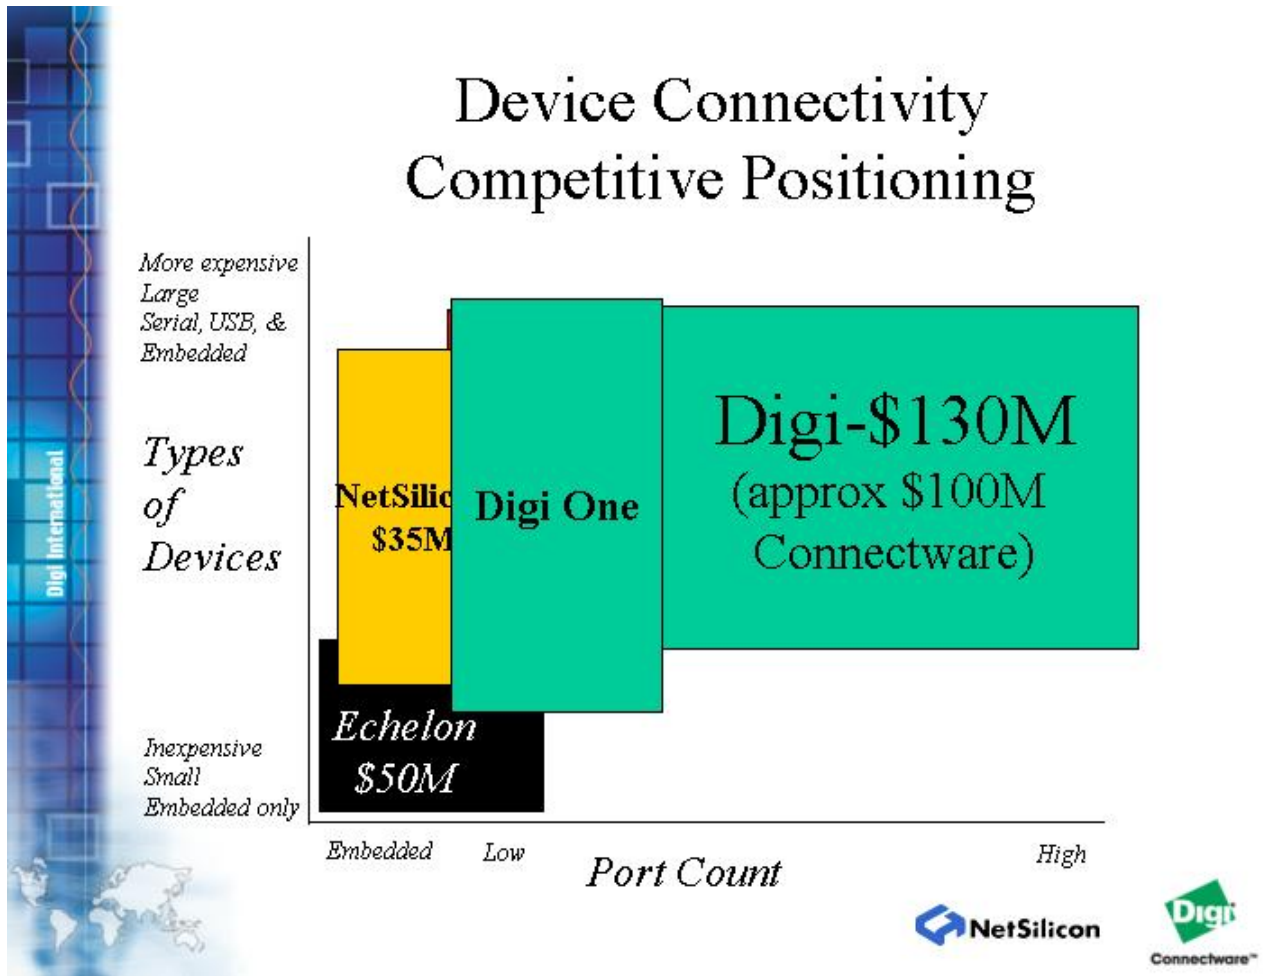 Device Connectivity
Competitive Positioning
More expensive
Large
Serial, USB, &
Embedded
Types
of
Devices
Inexpensive
Small
Embedded only
NetSilic
$35M
Digi One
Digi-$130M
(approx $100M
Connectware)
Echelon
$50M
Embedded
Low
High
Port Count
Digi International
NetSilicon
Digi
Connectware™